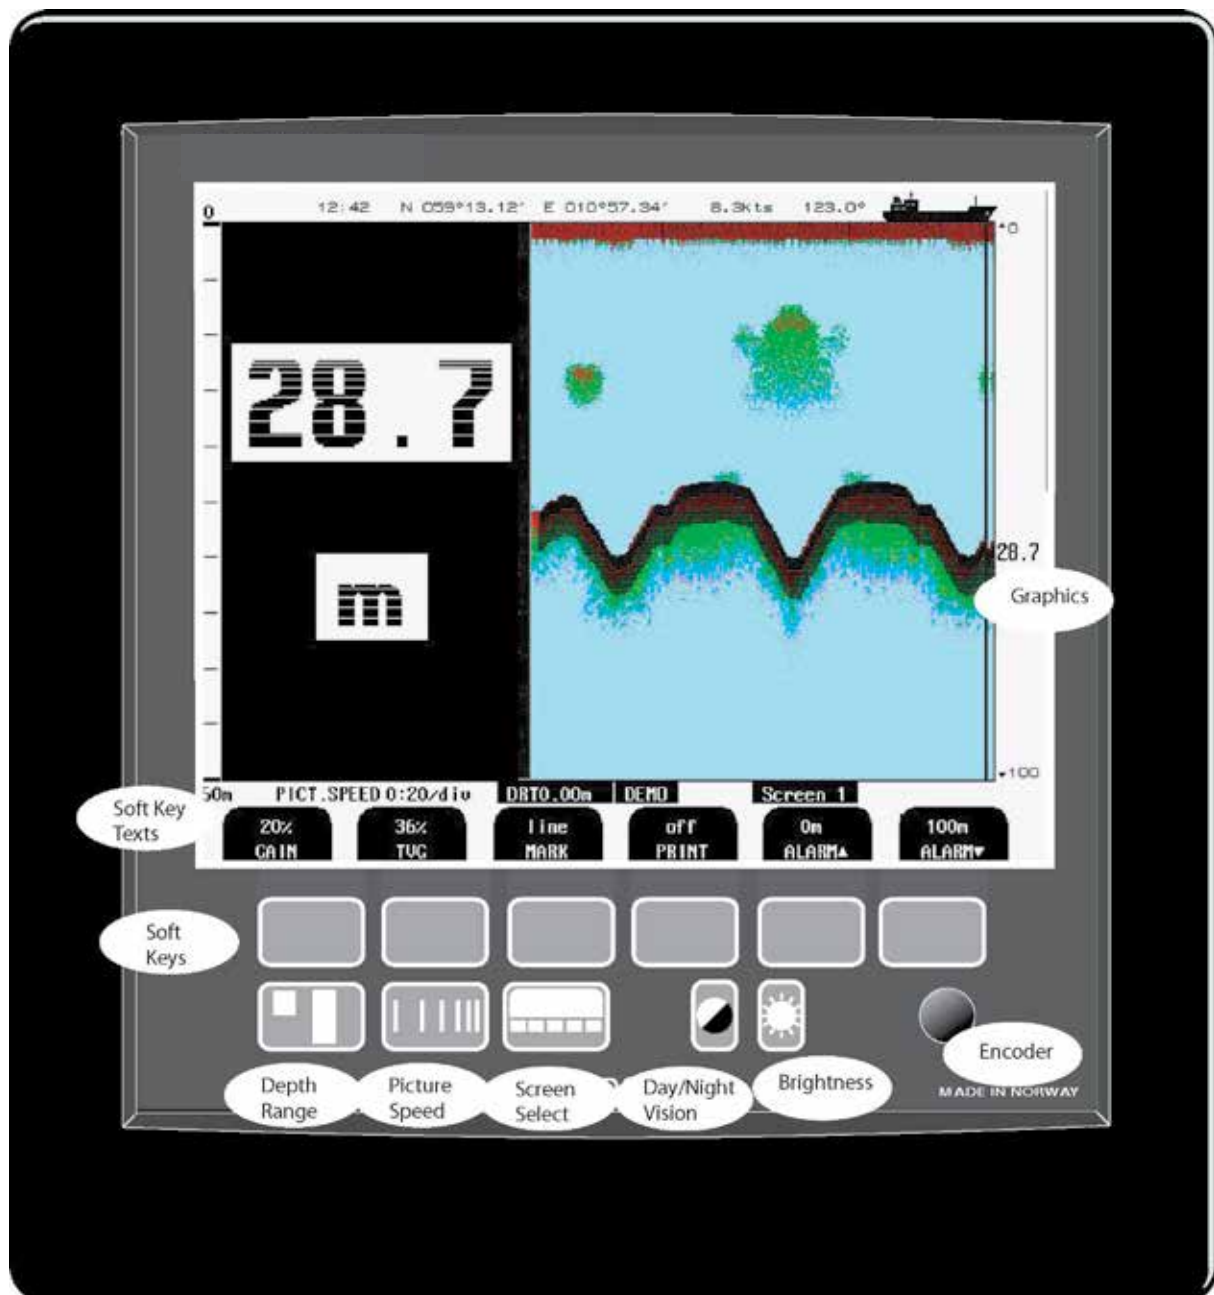 0 12:42 N 059°13.12' E 010°57.34' 8.3kts 123.0°
0
28.7
m
28.7
Graphics
100
50m PICT.SPEED 0:20/div DRT0.00m DEMO Screen 1
Soft Key
Texts
20% 36% line off 0m 100m
GAIN TVG MARK PRINT ALARM▲ ALARM▼
Soft
Keys
Encoder
Depth
Range
Picture
Speed
Screen
Select
Day/Night
Vision
Brightness
MADE IN NORWAY